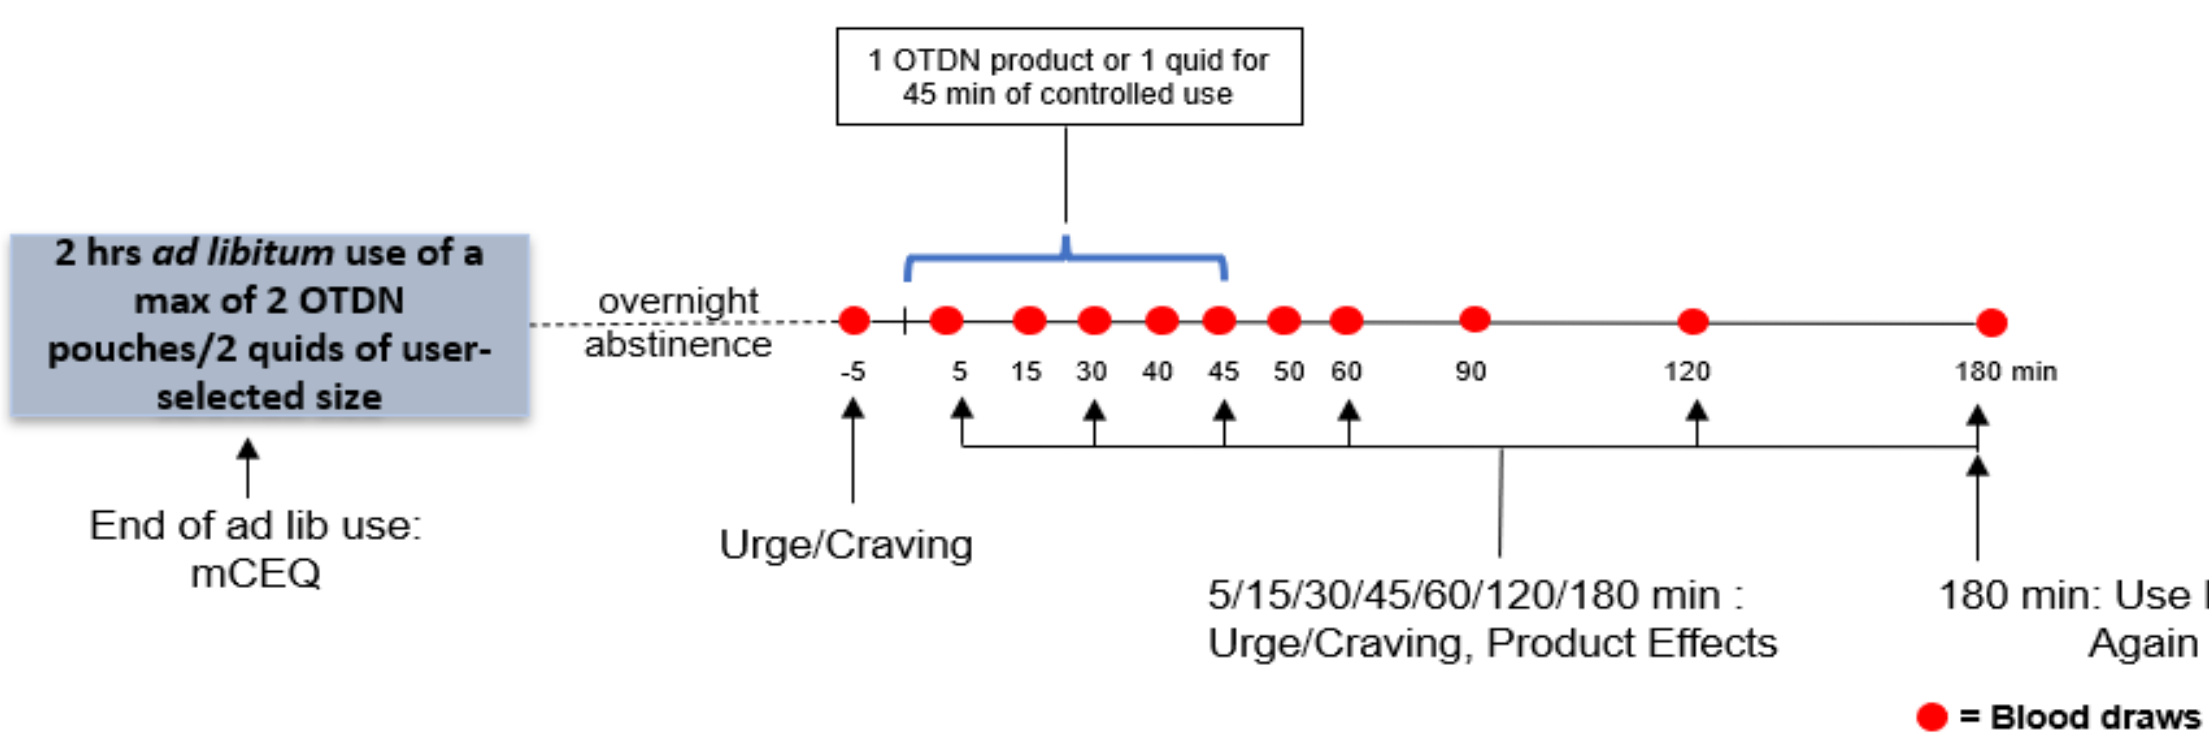 1 OTDN product or 1 quid for
45 min of controlled use
2 hrs ad libitum use of a
max of 2 OTDN
pouches/2 quids of user-
selected size
overnight
abstinence
-5 5 15 30 40 45 50 60 90 120 180 min
End of ad lib use:
mCEQ
Urge/Craving
5/15/30/45/60/120/180 min :
Urge/Craving, Product Effects
180 min: Use
Again
= Blood draws